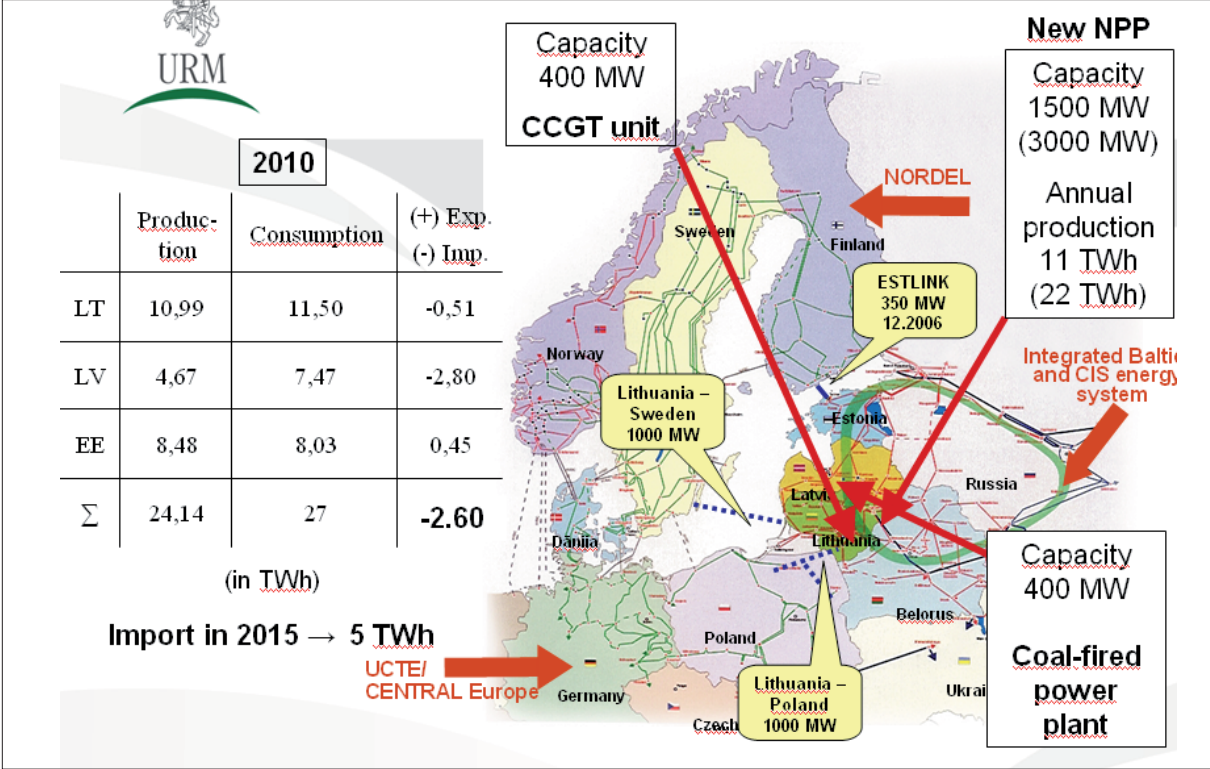 URM
2010
Produc-
tion
Consumption
(+) Exp.
(-) Imp.
LT 10,99 11,50 -0,51
LV 4,67 7,47 -2,80
EE 8,48 8,03 0,45
Σ 24,14 27 -2.60
(in TWh)
Import in 2015 → 5 TWh
UCTE/
CENTRAL Europe
Capacity
400 MW
CCGT unit
New NPP
Capacity
1500 MW
(3000 MW)
Annual
production
11 TWh
(22 TWh)
NORDEL
Sweden
Finland
ESTLINK
350 MW
12.2006
Norway
Integrated Baltic
and CIS energy
system
Lithuania –
Sweden
1000 MW
Estonia
Latvia
Russia
Lithuania
Dānija
Capacity
400 MW
Coal-fired
power
plant
Belorus
Poland
Lithuania –
Poland
1000 MW
Germany
Ukrai
Czech